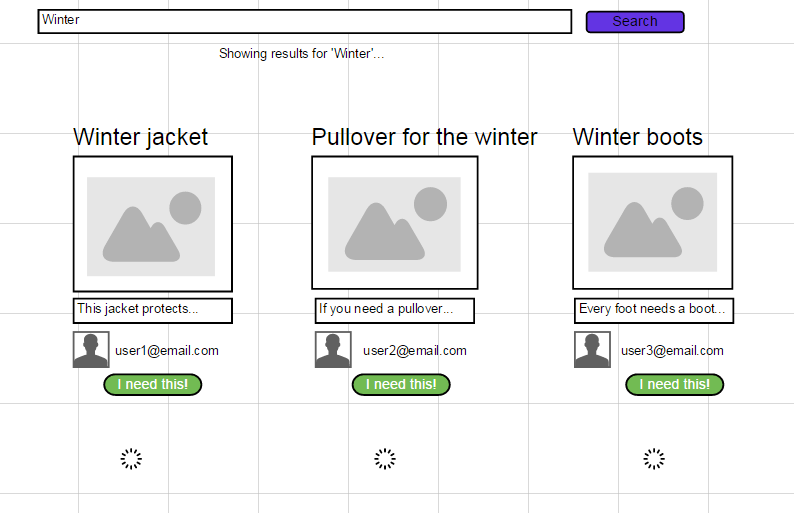 Winter
Search
Showing results for 'Winter'...
Winter jacket
Pullover for the winter
Winter boots
This jacket protects...
If you need a pullover...
Every foot needs a boot...
user1@email.com
user2@email.com
user3@email.com
I need this!
I need this!
I need this!